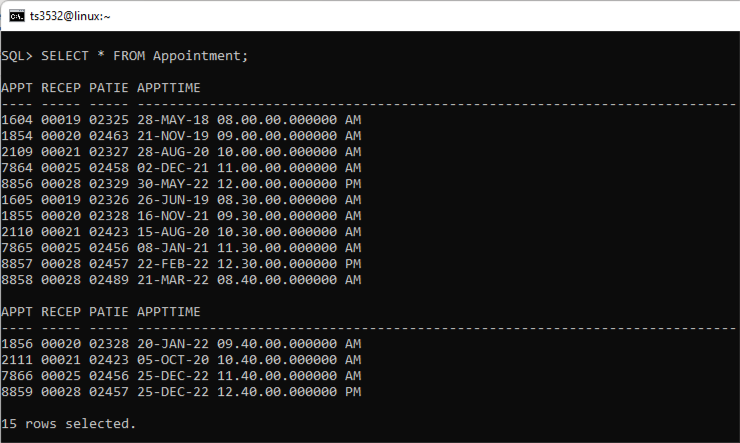 ts3532@linux:~
SQL> SELECT * FROM Appointment;
APPT RECEP PATIE APPTTIME
---- ----- ----- ---------------------------------------------------------------------------
1604 00019 02325 28-MAY-18 08.00.00.000000 AM
1854 00020 02463 21-NOV-19 09.00.00.000000 AM
2109 00021 02327 28-AUG-20 10.00.00.000000 AM
7864 00025 02458 02-DEC-21 11.00.00.000000 AM
8856 00028 02329 30-MAY-22 12.00.00.000000 PM
1605 00019 02326 26-JUN-19 08.30.00.000000 AM
1855 00020 02328 16-NOV-21 09.30.00.000000 AM
2110 00021 02423 15-AUG-20 10.30.00.000000 AM
7865 00025 02456 08-JAN-21 11.30.00.000000 AM
8857 00028 02457 22-FEB-22 12.30.00.000000 PM
8858 00028 02489 21-MAR-22 08.40.00.000000 AM
APPT RECEP PATIE APPTTIME
---- ----- ----- ---------------------------------------------------------------------------
1856 00020 02328 20-JAN-22 09.40.00.000000 AM
2111 00021 02423 05-OCT-20 10.40.00.000000 AM
7866 00025 02456 25-DEC-22 11.40.00.000000 AM
8859 00028 02457 25-DEC-22 12.40.00.000000 PM
15 rows selected.